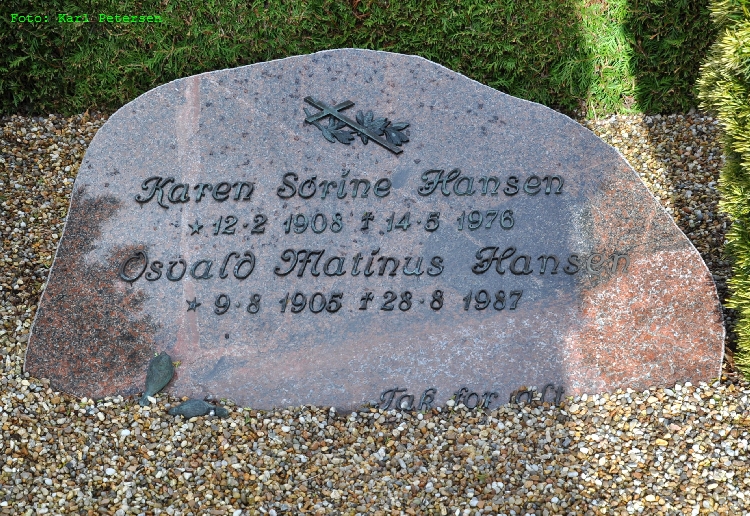 Foto: Karl Petersen
Karen Sørine Hansen
* 12.2 1908 † 14.5 1976
Osvald Matinus Hansen
* 9.8 1905 † 28.8 1987
Tak for alt